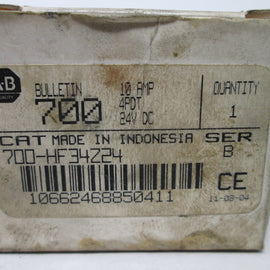 A·B
QUALITY
BULLETIN 10 AMP QUANTITY
700 4PDT 1
24V DC
CAT MADE IN INDONESIA SER
700-HF34Z24 B
CE
10662468850411 11-08-04